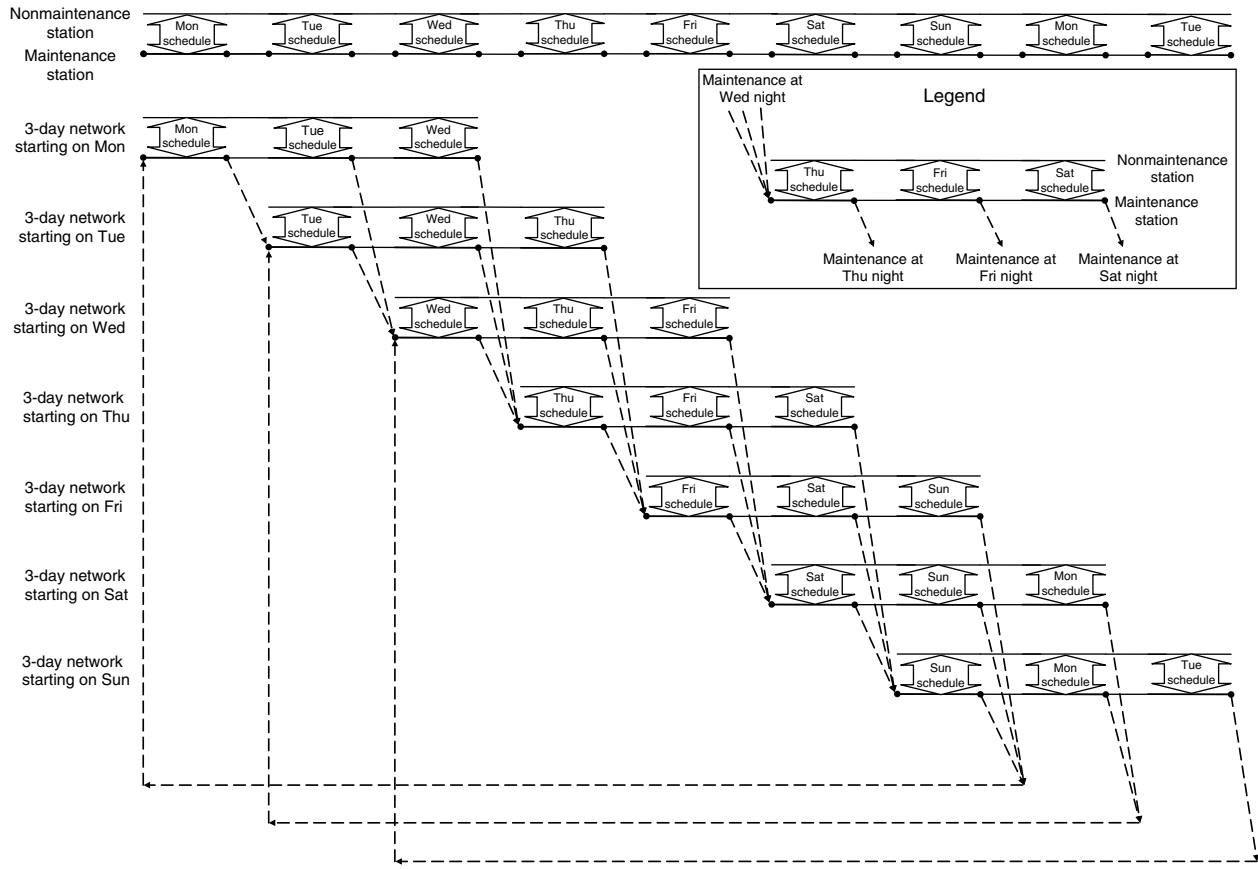 Nonmaintenance
station
Maintenance
station
Mon
schedule
Tue
schedule
Wed
schedule
Thu
schedule
Fri
schedule
Sat
schedule
Sun
schedule
Mon
schedule
Tue
schedule
Legend
Maintenance at
Wed night
Thu
schedule
Fri
schedule
Sat
schedule
Nonmaintenance
station
Maintenance
station
Maintenance at
Thu night
Maintenance at
Fri night
Maintenance at
Sat night
3-day network
starting on Mon
Mon
schedule
Tue
schedule
Wed
schedule
3-day network
starting on Tue
Tue
schedule
Wed
schedule
Thu
schedule
3-day network
starting on Wed
Wed
schedule
Thu
schedule
Fri
schedule
3-day network
starting on Thu
Thu
schedule
Fri
schedule
Sat
schedule
3-day network
starting on Fri
Fri
schedule
Sat
schedule
Sun
schedule
3-day network
starting on Sat
Sat
schedule
Sun
schedule
Mon
schedule
3-day network
starting on Sun
Sun
schedule
Mon
schedule
Tue
schedule